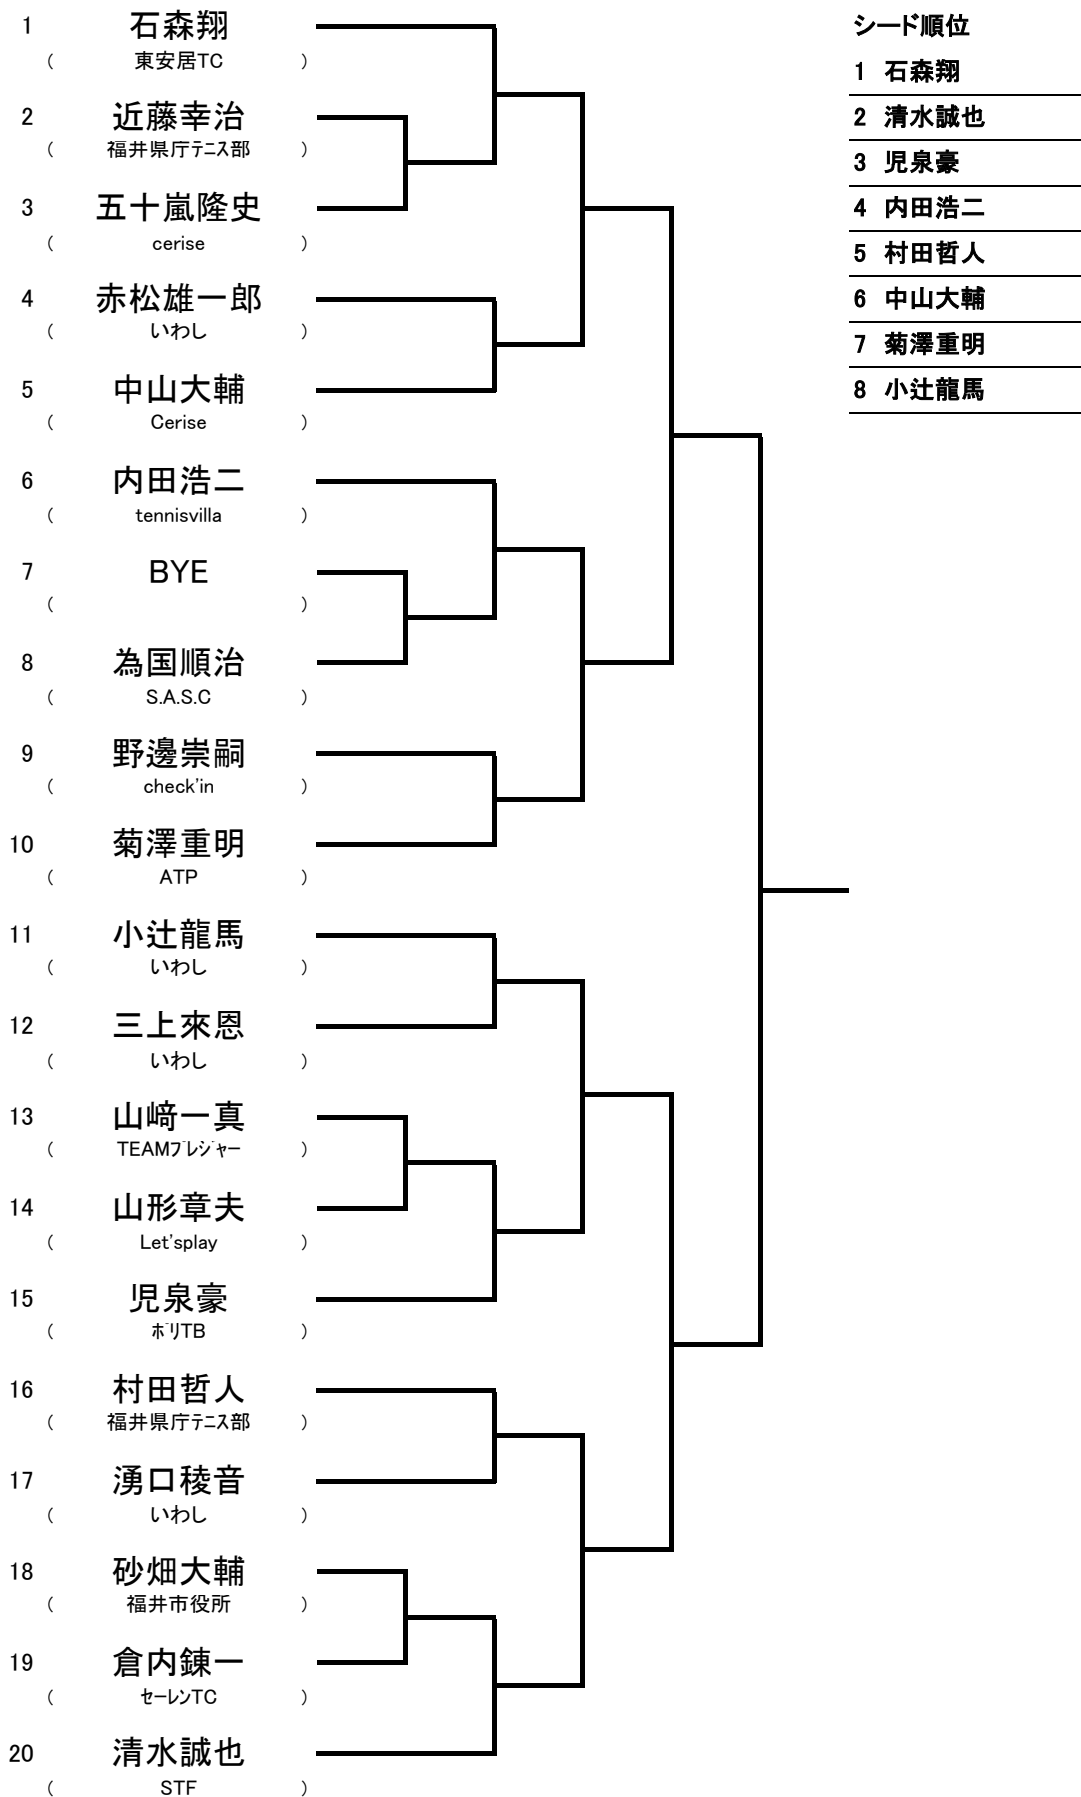 1 石森翔
( 東安居TC )
2 近藤幸治
( 福井県庁ﾃﾆｽ部 )
3 五十嵐隆史
( cerise )
4 赤松雄一郎
( いわし )
5 中山大輔
( Cerise )
6 内田浩二
( tennisvilla )
7 BYE
( )
8 為国順治
( S.A.S.C )
9 野邊崇嗣
( check'in )
10 菊澤重明
( ATP )
11 小辻龍馬
( いわし )
12 三上來恩
( いわし )
13 山﨑一真
( TEAMﾌﾟﾚｼﾞｬｰ )
14 山形章夫
( Let'splay )
15 児泉豪
( ﾎﾟﾘTB )
16 村田哲人
( 福井県庁ﾃﾆｽ部 )
17 湧口稜音
( いわし )
18 砂畑大輔
( 福井市役所 )
19 倉内錬一
( ｾｰﾚﾝTC )
20 清水誠也
( STF )
シード順位
1 石森翔
2 清水誠也
3 児泉豪
4 内田浩二
5 村田哲人
6 中山大輔
7 菊澤重明
8 小辻龍馬